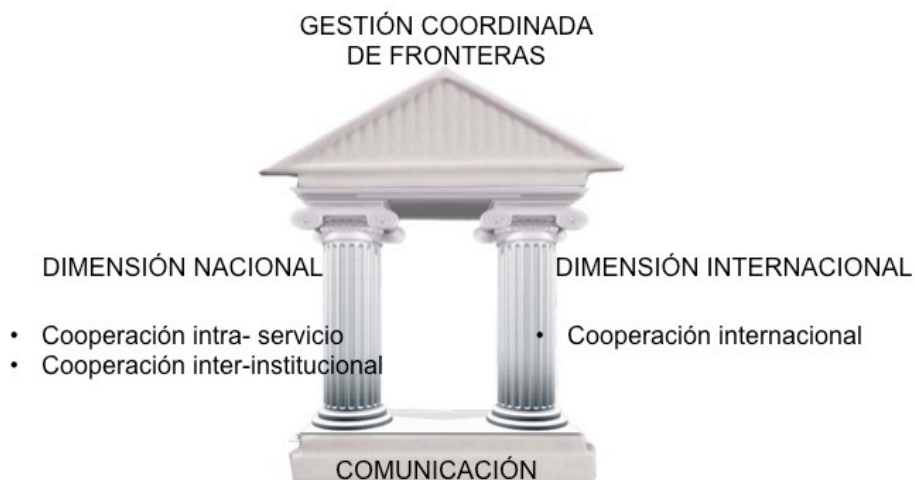 GESTIÓN COORDINADA
DE FRONTERAS
DIMENSIÓN NACIONAL
• Cooperación intra- servicio
• Cooperación inter-institucional
DIMENSIÓN INTERNACIONAL
• Cooperación internacional
COMUNICACIÓN